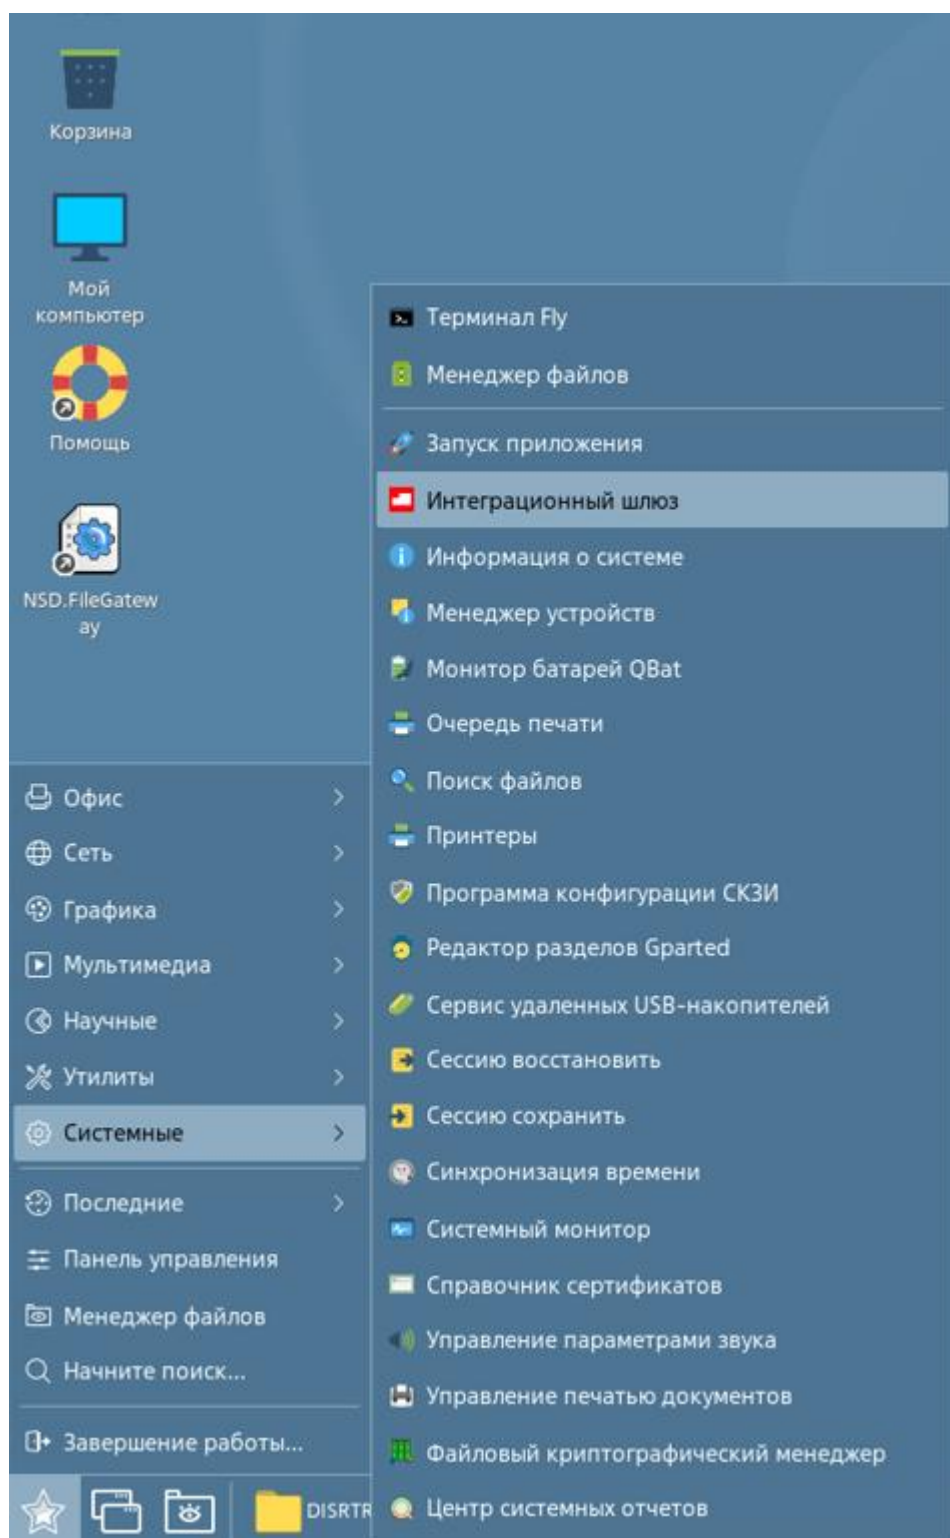 Корзина
Мой
компьютер
Помощь
NSD.FileGatew
ay
Терминал Fly
Менеджер файлов
Запуск приложения
Интеграционный шлюз
Информация о системе
Менеджер устройств
Монитор батарей QBat
Очередь печати
Поиск файлов
Принтеры
Программа конфигурации СКЗИ
Редактор разделов Gparted
Сервис удаленных USB-накопителей
Сессию восстановить
Сессию сохранить
Синхронизация времени
Системный монитор
Справочник сертификатов
Управление параметрами звука
Управление печатью документов
Файловый криптографический менеджер
Центр системных отчетов
Офис
Сеть
Графика
Мультимедиа
Научные
Утилиты
Системные
Последние
Панель управления
Менеджер файлов
Начните поиск...
Завершение работы...
DISRTR